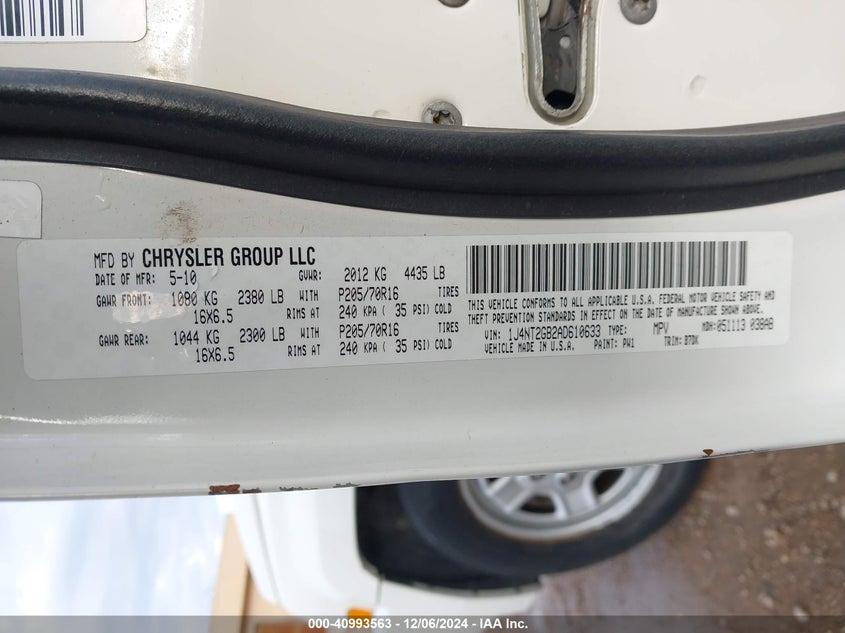 MFD BY CHRYSLER GROUP LLC
DATE OF MFR: 5-10 GVWR: 2012 KG 4435 LB
GAWR FRONT: 1080 KG 2380 LB WITH P205/70R16 TIRES
16X6.5 RIMS AT 240 KPA ( 35 PSI) COLD
GAWR REAR: 1044 KG 2300 LB WITH P205/70R16 TIRES
16X6.5 RIMS AT 240 KPA ( 35 PSI) COLD
THIS VEHICLE CONFORMS TO ALL APPLICABLE U.S.A. FEDERAL MOTOR VEHICLE SAFETY AND
THEFT PREVENTION STANDARDS IN EFFECT ON THE DATE OF MANUFACTURE SHOWN ABOVE
VIN: 1J4NT2GB2AD610633 TYPE: MPV MDH: 051113 038AB
VEHICLE MADE IN U.S.A. PAINT: PW1 TRIM: B7DK
000-40993563 - 12/06/2024 - IAA Inc.